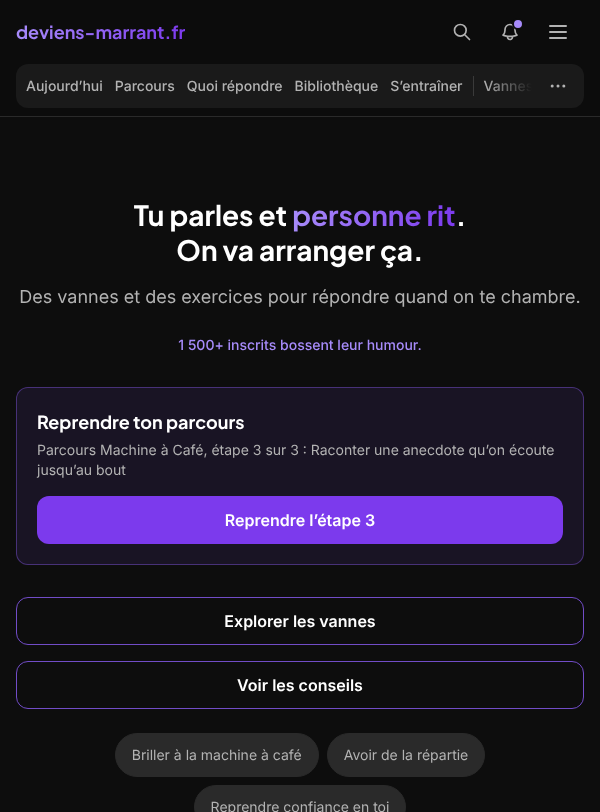 deviens-marrant.fr
Aujourd’hui Parcours Quoi répondre Bibliothèque S’entraîner Vannes
Tu parles et personne rit.
On va arranger ça.
Des vannes et des exercices pour répondre quand on te chambre.
1 500+ inscrits bossent leur humour.
Reprendre ton parcours
Parcours Machine à Café, étape 3 sur 3 : Raconter une anecdote qu’on écoute
jusqu’au bout
Reprendre l’étape 3
Explorer les vannes
Voir les conseils
Briller à la machine à café Avoir de la répartie
Reprendre confiance en toi